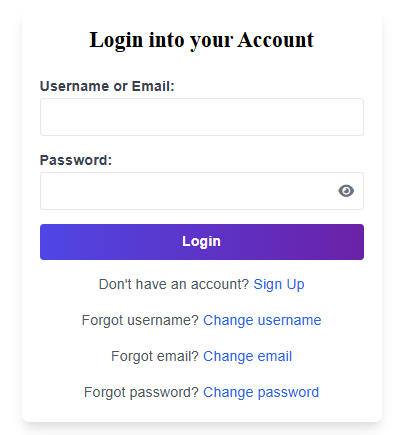 Login into your Account
Username or Email:
Password:
Login
Don't have an account? Sign Up
Forgot username? Change username
Forgot email? Change email
Forgot password? Change password